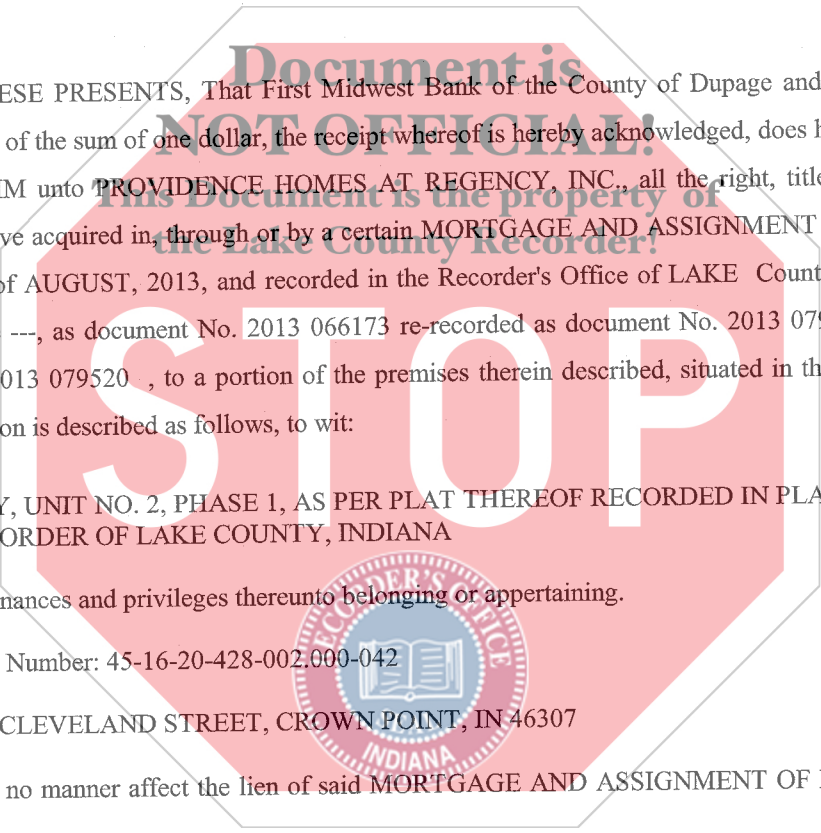 Document is
ESE PRESENTS, That First Midwest Bank of the County of Dupage and
NOT OFFICIAL!
of the sum of one dollar, the receipt whereof is hereby acknowledged, does h
IM unto PROVIDENCE HOMES AT REGENCY, INC., all the right, title
This Document is the property of
ve acquired in, through or by a certain MORTGAGE AND ASSIGNMENT
the Lake County Recorder!
of AUGUST, 2013, and recorded in the Recorder's Office of LAKE Count
---, as document No. 2013 066173 re-recorded as document No. 2013 079
013 079520 , to a portion of the premises therein described, situated in th
on is described as follows, to wit:
STOP
Y, UNIT NO. 2, PHASE 1, AS PER PLAT THEREOF RECORDED IN PLA
ORDER OF LAKE COUNTY, INDIANA
nances and privileges thereunto belonging or appertaining.
RECORDER'S OFFICE
Number: 45-16-20-428-002.000-042
CLEVELAND STREET, CROWN POINT, IN 46307
INDIANA
no manner affect the lien of said MORTGAGE AND ASSIGNMENT OF